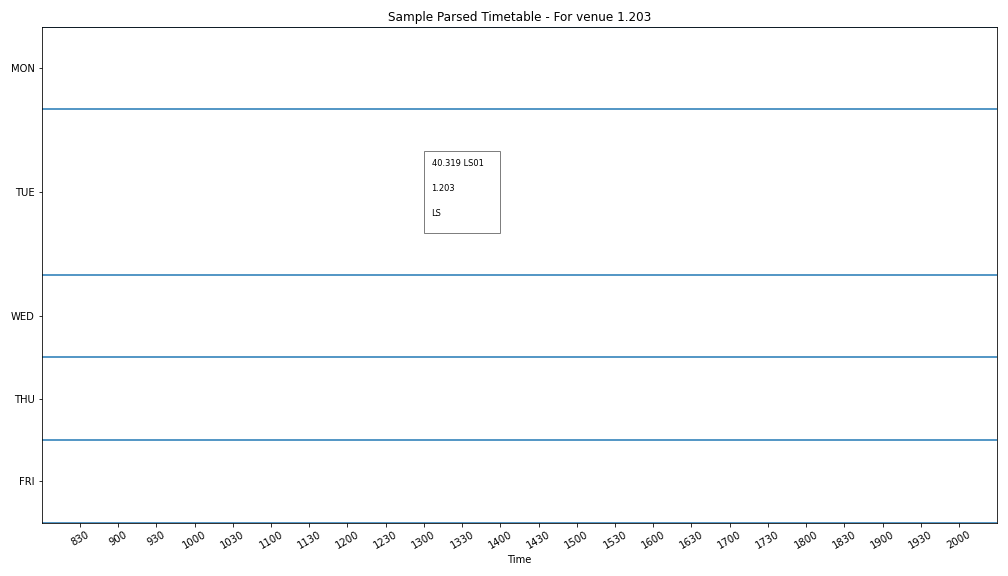 Sample Parsed Timetable - For venue 1.203
MON
TUE
40.319 LS01
1.203
LS
WED
THU
FRI
830 900 930 1000 1030 1100 1130 1200 1230 1300 1330 1400 1430 1500 1530 1600 1630 1700 1730 1800 1830 1900 1930 2000
Time